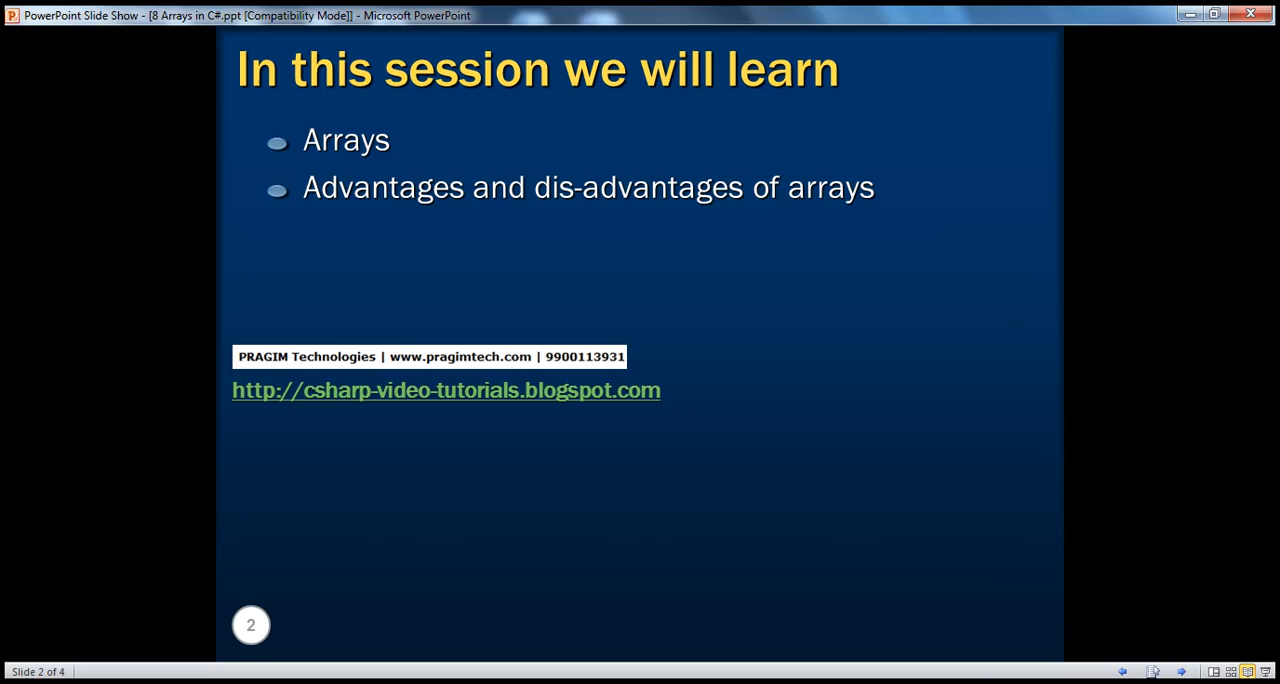 PowerPoint Slide Show - [8 Arrays in C#.ppt [Compatibility Mode]] - Microsoft PowerPoint
In this session we will learn
Arrays
Advantages and dis-advantages of arrays
PRAGIM Technologies | www.pragimtech.com | 9900113931
http://csharp-video-tutorials.blogspot.com
2
Slide 2 of 4